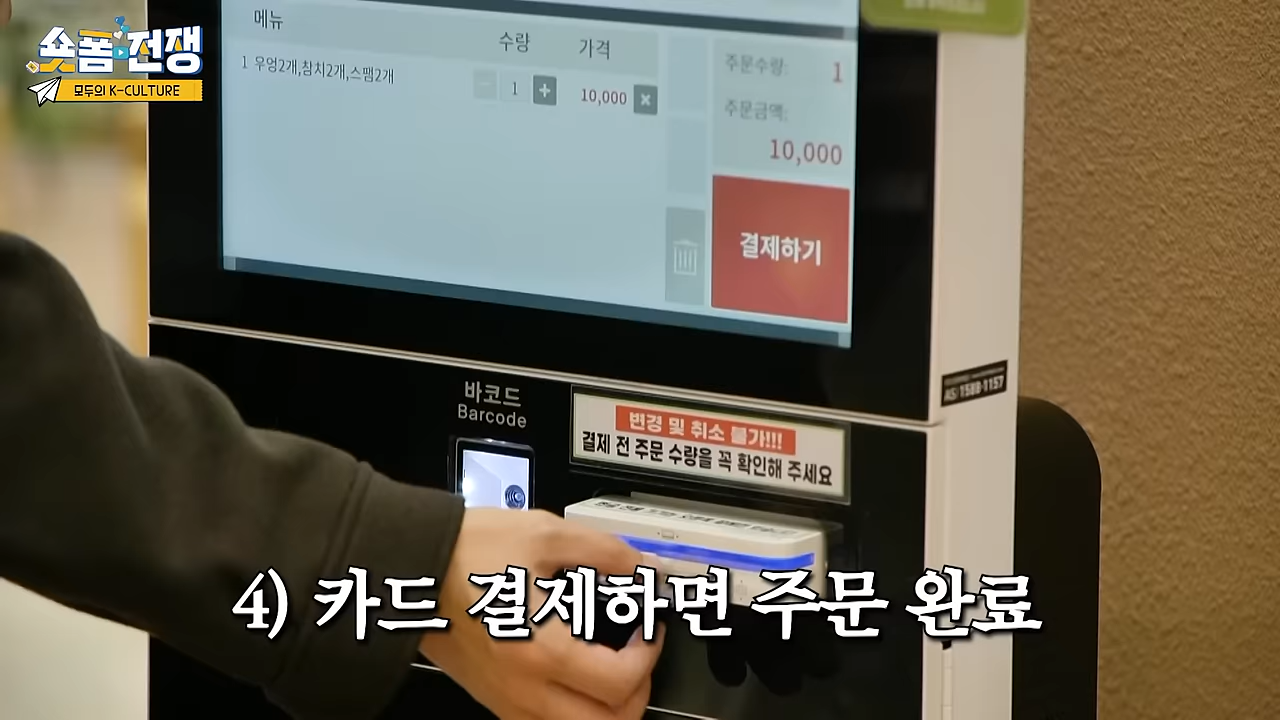 숏폼 전쟁
모두의 K-CULTURE
메뉴 수량 가격
1 우엉2개,참치2개,스팸2개 1 + 10,000 x
주문수량: 1
주문금액:
10,000
결제하기
바코드
Barcode
변경 및 취소 불가!!!
결제 전 주문 수량을 꼭 확인해 주세요
AS: 1588-1157
4) 카드 결제하면 주문 완료